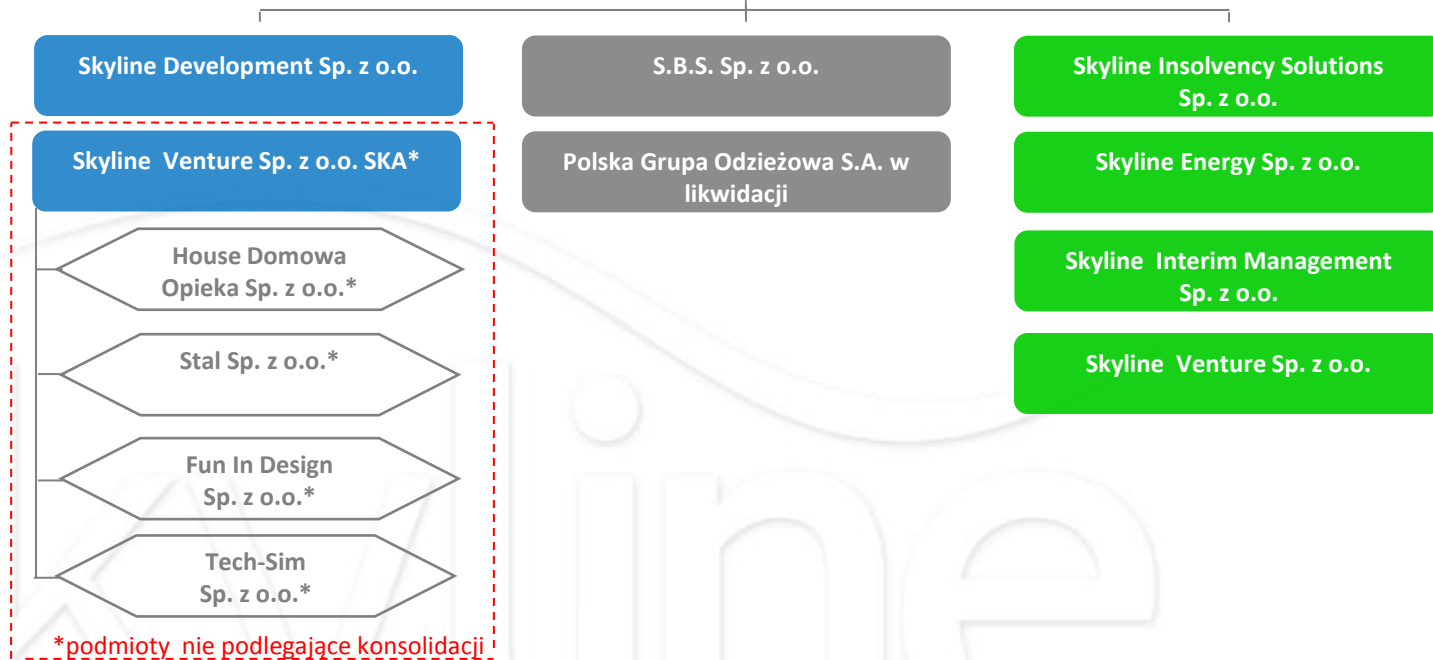 Skyline Development Sp. z o.o.
Skyline Venture Sp. z o.o. SKA*
House Domowa
Opieka Sp. z o.o.*
Stal Sp. z o.o.*
Fun In Design
Sp. z o.o.*
Tech-Sim
Sp. z o.o.*
*podmioty nie podlegające konsolidacji
S.B.S. Sp. z o.o.
Polska Grupa Odzieżowa S.A. w
likwidacji
Skyline Insolvency Solutions
Sp. z o.o.
Skyline Energy Sp. z o.o.
Skyline Interim Management
Sp. z o.o.
Skyline Venture Sp. z o.o.
line